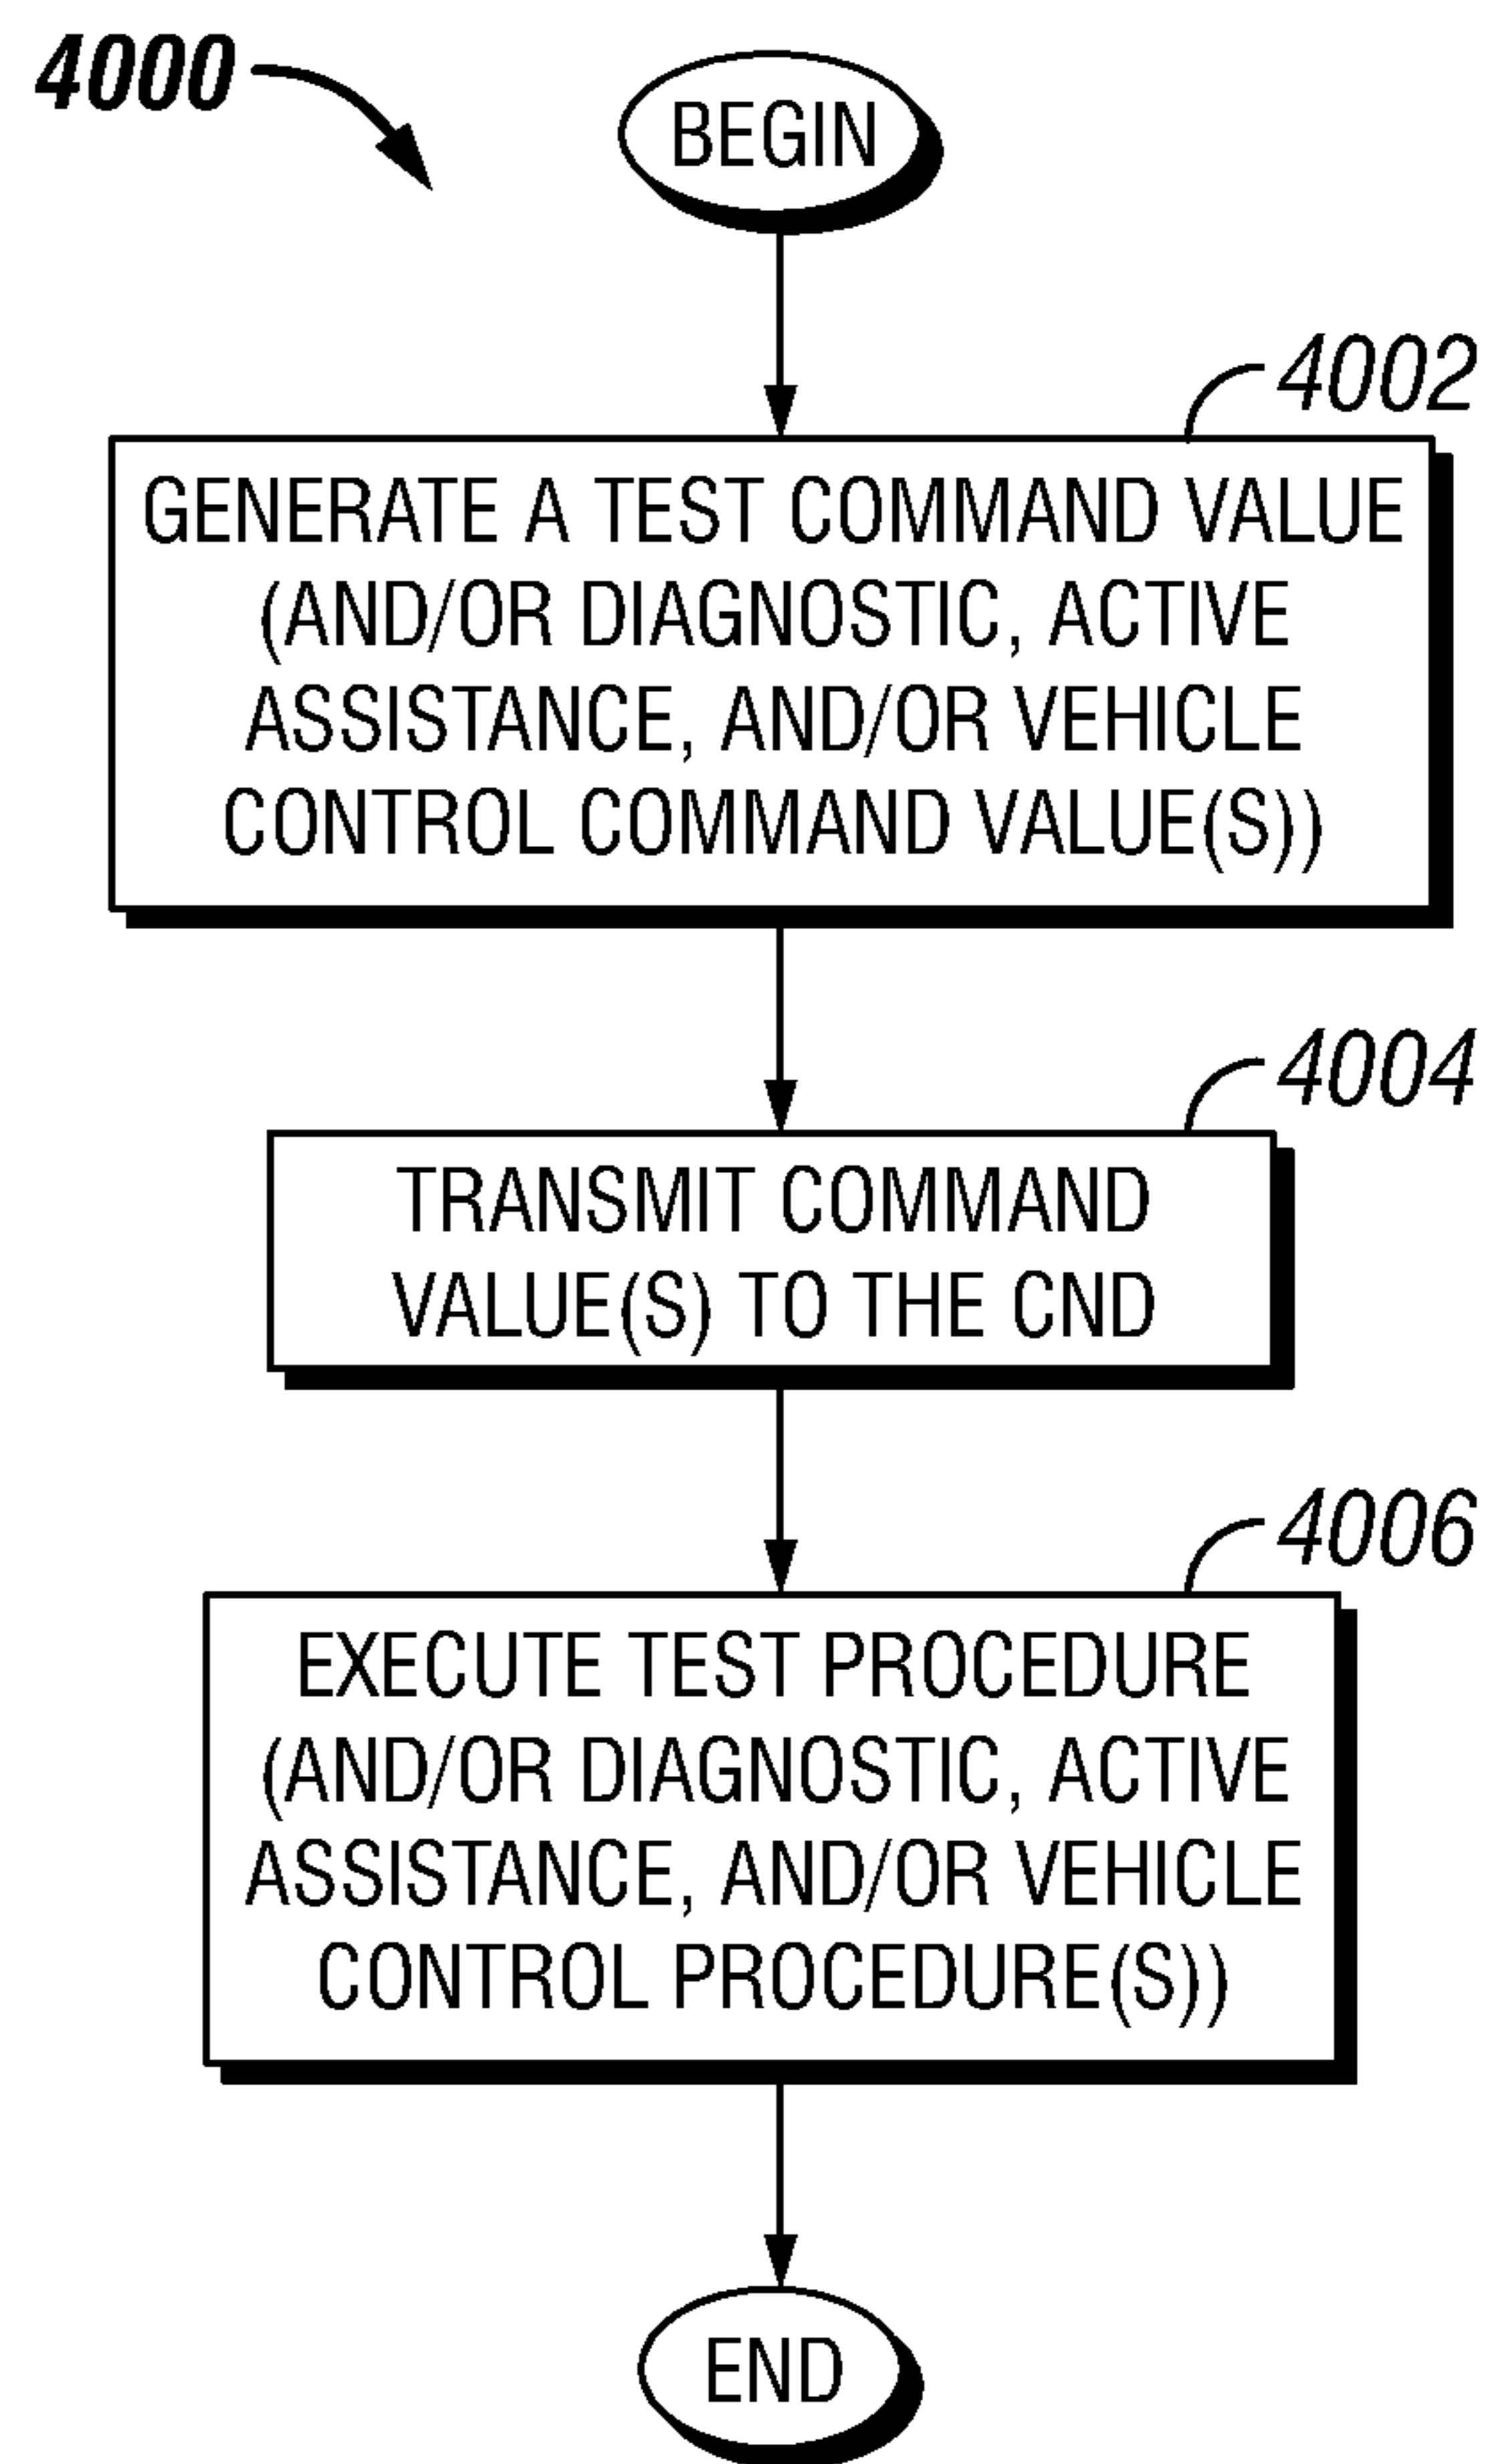 4000
BEGIN
4002
GENERATE A TEST COMMAND VALUE
(AND/OR DIAGNOSTIC, ACTIVE
ASSISTANCE, AND/OR VEHICLE
CONTROL COMMAND VALUE(S))
4004
TRANSMIT COMMAND
VALUE(S) TO THE CND
4006
EXECUTE TEST PROCEDURE
(AND/OR DIAGNOSTIC, ACTIVE
ASSISTANCE, AND/OR VEHICLE
CONTROL PROCEDURE(S))
END